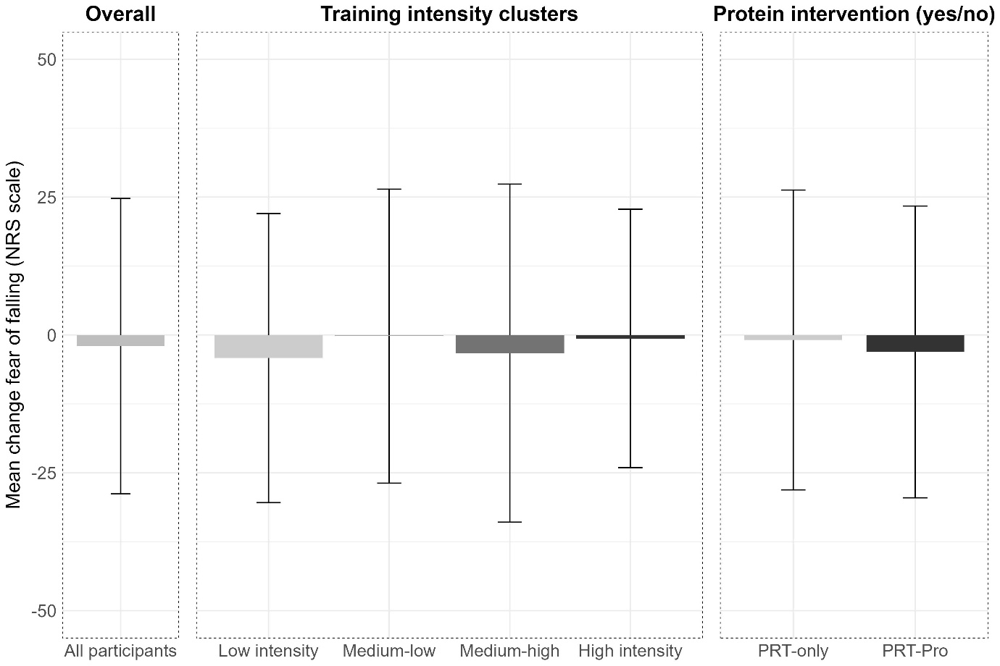 Overall
Training intensity clusters
Protein intervention (yes/no)
Mean change fear of falling (NRS scale)
50
25
0
-25
-50
All participants
Low intensity
Medium-low
Medium-high
High intensity
PRT-only
PRT-Pro